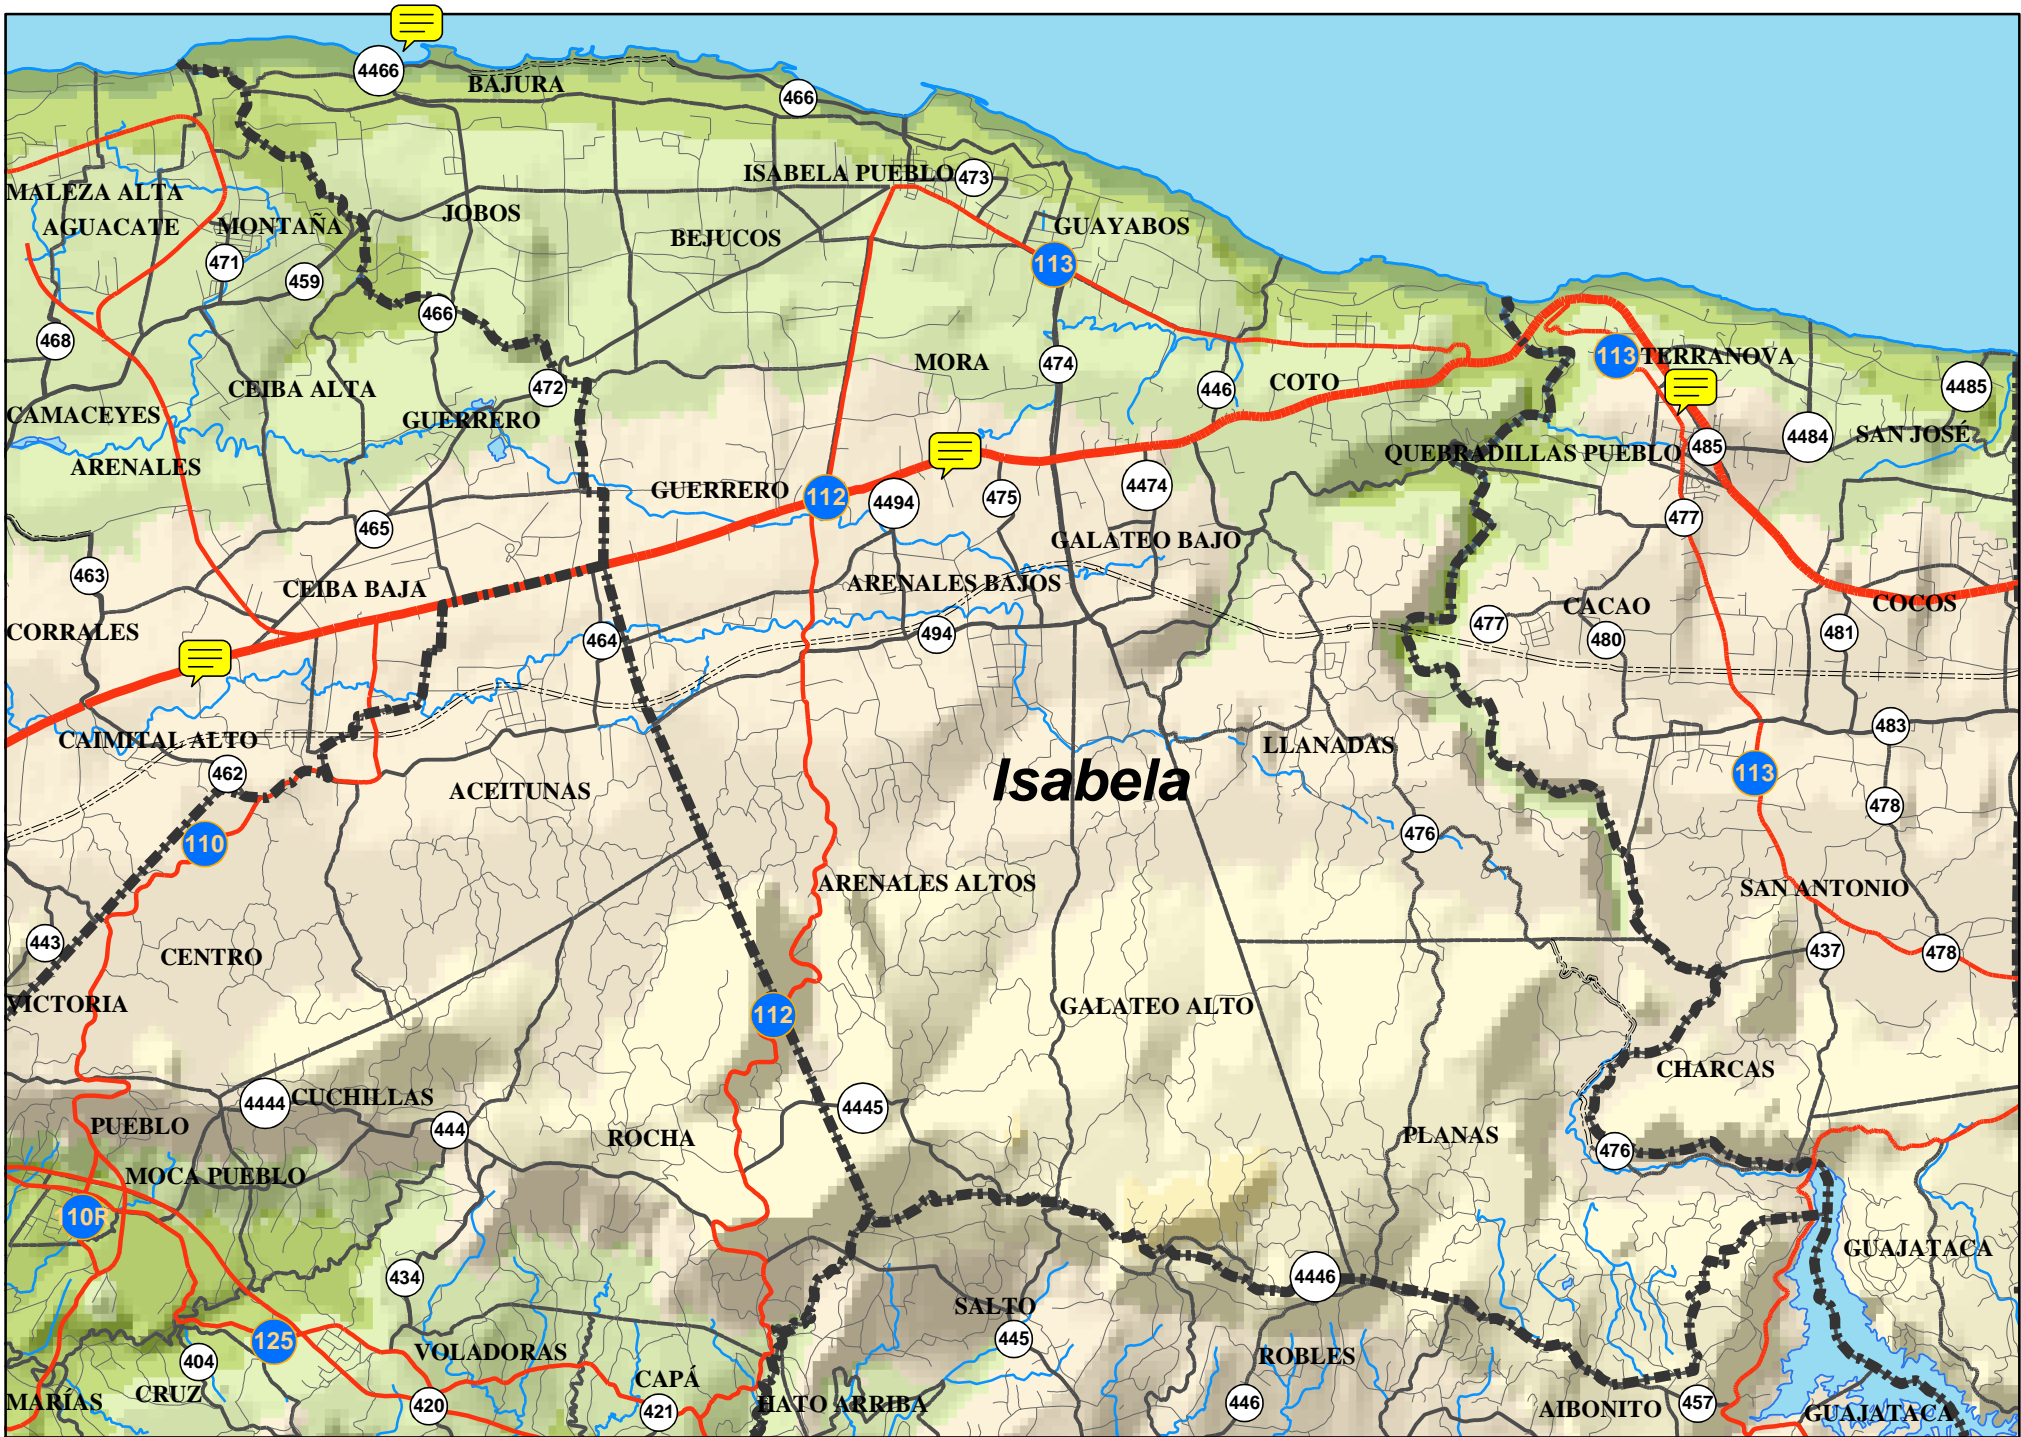 4466
BAJURA
466
MALEZA ALTA
AGUACATE
MONTAÑA
JOBOS
ISABELA PUEBLO
473
BEJUCOS
GUAYABOS
471
459
113
466
468
CEIBA ALTA
472
MORA
474
446
COTO
113
TERRANOVA
4485
CAMACEYES
GUERRERO
ARENALES
QUEBRADILLAS PUEBLO
485
4484
SAN JOSÉ
465
GUERRERO
112
4494
475
4474
477
463
CEIBA BAJA
ARENALES BAJOS
GALATEO BAJO
CACAO
COCOS
CORRALES
464
494
477
480
481
CAIMITAL ALTO
462
ACEITUNAS
Isabela
LLANADAS
483
113
478
110
476
ARENALES ALTOS
SAN ANTONIO
443
CENTRO
437
478
VICTORIA
112
GALATEO ALTO
4444
CUCHILLAS
4445
CHARCAS
PUEBLO
444
ROCHA
PLANAS
476
MOCA PUEBLO
10R
434
4446
GUAJATACA
SALTO
445
125
404
VOLADORAS
ROBLES
MARÍAS
CRUZ
420
CAPÁ
421
HATO ARRIBA
446
AIBONITO
457
GUAJATACA